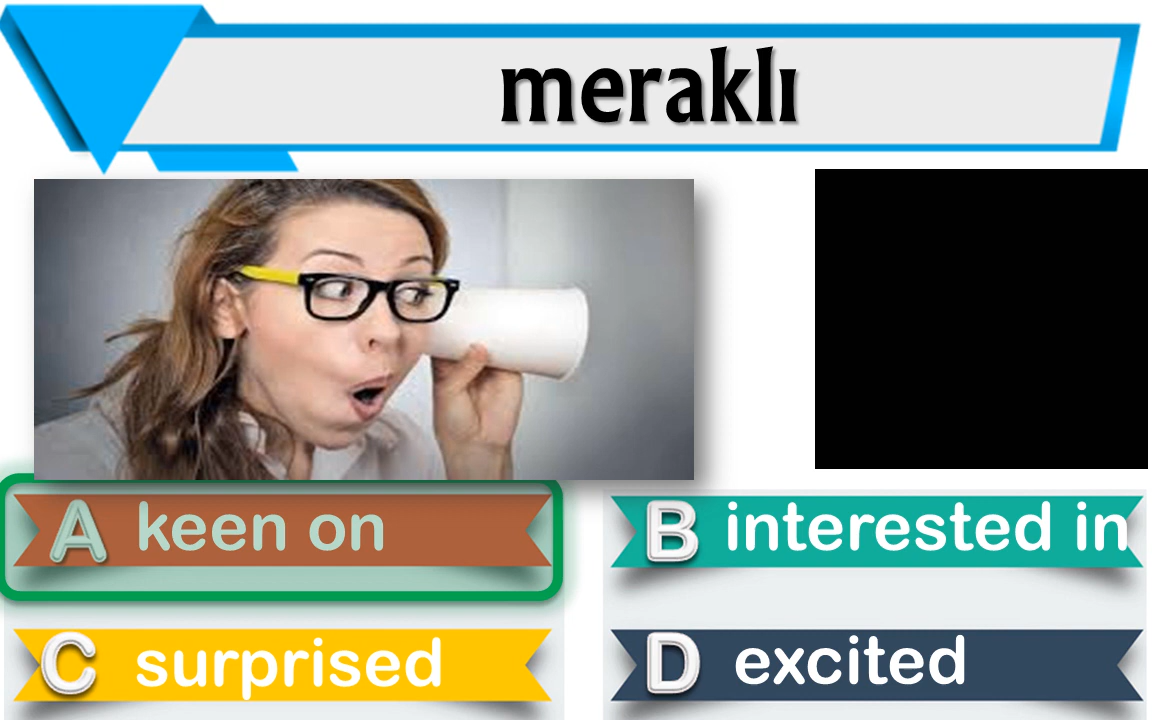 meraklı
A keen on
B interested in
C surprised
D excited